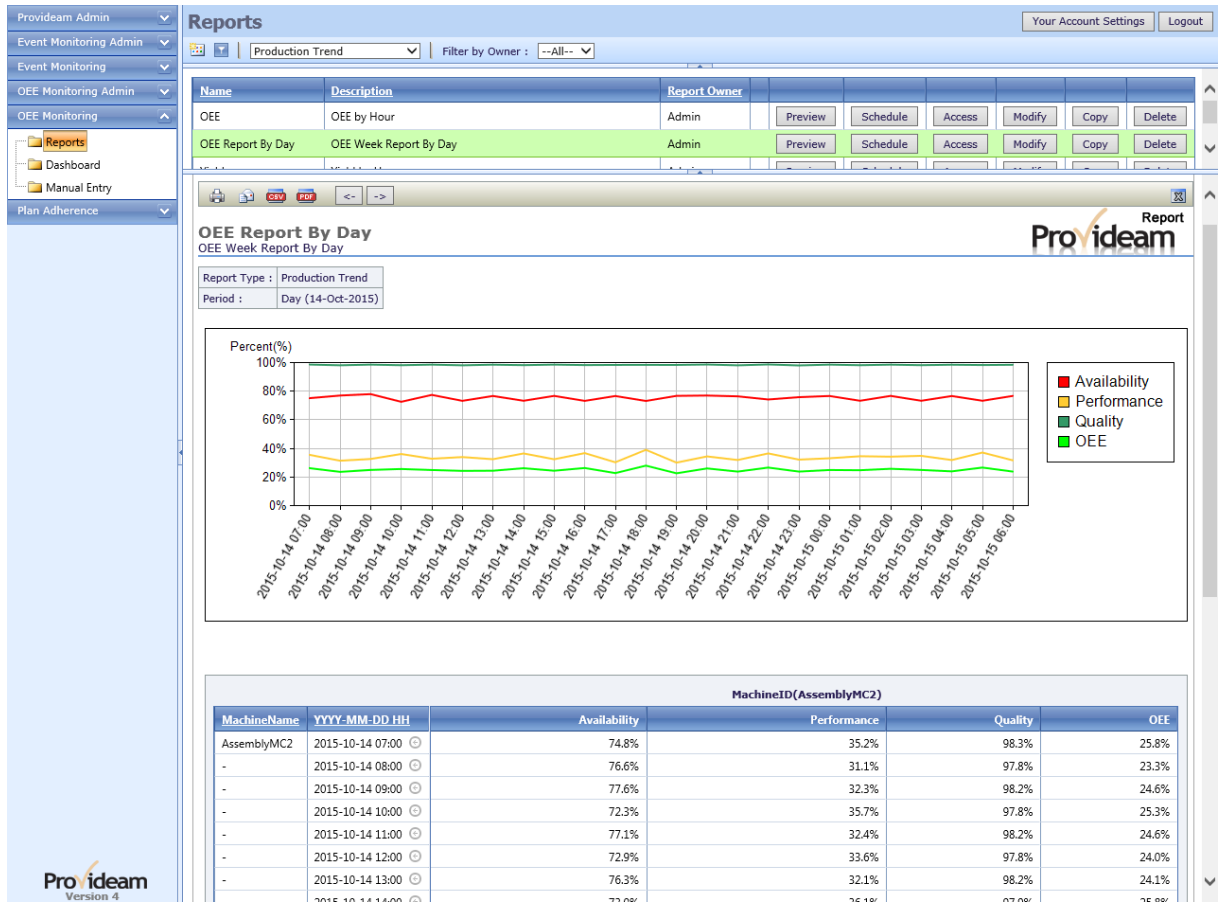 Provideam Admin
Event Monitoring Admin
Event Monitoring
OEE Monitoring Admin
OEE Monitoring
Reports
Dashboard
Manual Entry
Plan Adherence
Provideam
Version 4
Reports
Your Account Settings Logout
Production Trend Filter by Owner : --All--
Name Description Report Owner
OEE OEE by Hour Admin Preview Schedule Access Modify Copy Delete
OEE Report By Day OEE Week Report By Day Admin Preview Schedule Access Modify Copy Delete
CSV PDF <- ->
Report
Provideam
OEE Report By Day
OEE Week Report By Day
Report Type : Production Trend
Period : Day (14-Oct-2015)
Percent(%)
100%
80%
60%
40%
20%
0%
2015-10-14 07:00
2015-10-14 08:00
2015-10-14 09:00
2015-10-14 10:00
2015-10-14 11:00
2015-10-14 12:00
2015-10-14 13:00
2015-10-14 14:00
2015-10-14 15:00
2015-10-14 16:00
2015-10-14 17:00
2015-10-14 18:00
2015-10-14 19:00
2015-10-14 20:00
2015-10-14 21:00
2015-10-14 22:00
2015-10-14 23:00
2015-10-15 00:00
2015-10-15 01:00
2015-10-15 02:00
2015-10-15 03:00
2015-10-15 04:00
2015-10-15 05:00
2015-10-15 06:00
Availability
Performance
Quality
OEE
MachineID(AssemblyMC2)
MachineName YYYY-MM-DD HH Availability Performance Quality OEE
AssemblyMC2 2015-10-14 07:00 74.8% 35.2% 98.3% 25.8%
- 2015-10-14 08:00 76.6% 31.1% 97.8% 23.3%
- 2015-10-14 09:00 77.6% 32.3% 98.2% 24.6%
- 2015-10-14 10:00 72.3% 35.7% 97.8% 25.3%
- 2015-10-14 11:00 77.1% 32.4% 98.2% 24.6%
- 2015-10-14 12:00 72.9% 33.6% 97.8% 24.0%
- 2015-10-14 13:00 76.3% 32.1% 98.2% 24.1%